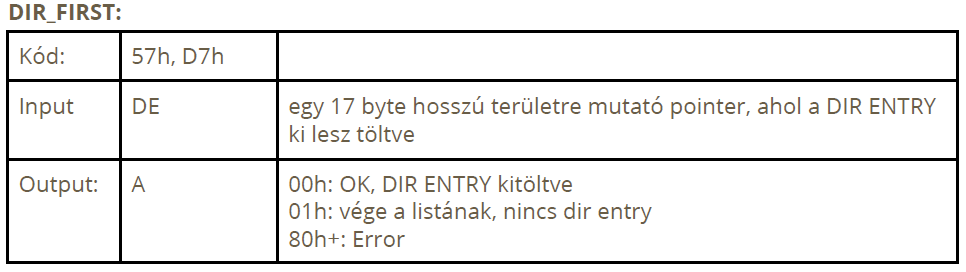 DIR_FIRST:
Kód: 57h, D7h
Input DE egy 17 byte hosszú területre mutató pointer, ahol a DIR ENTRY
ki lesz töltve
Output: A 00h: OK, DIR ENTRY kitöltve
01h: vége a listának, nincs dir entry
80h+: Error